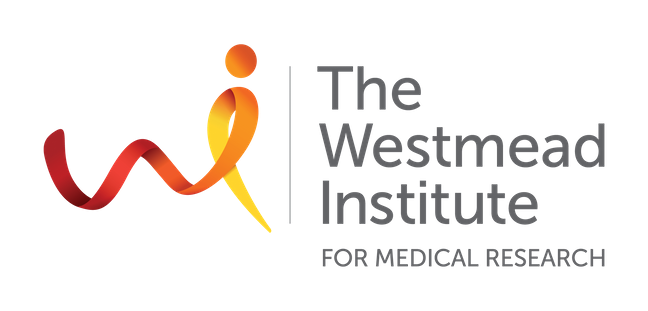 The
Westmead
Institute
FOR MEDICAL RESEARCH